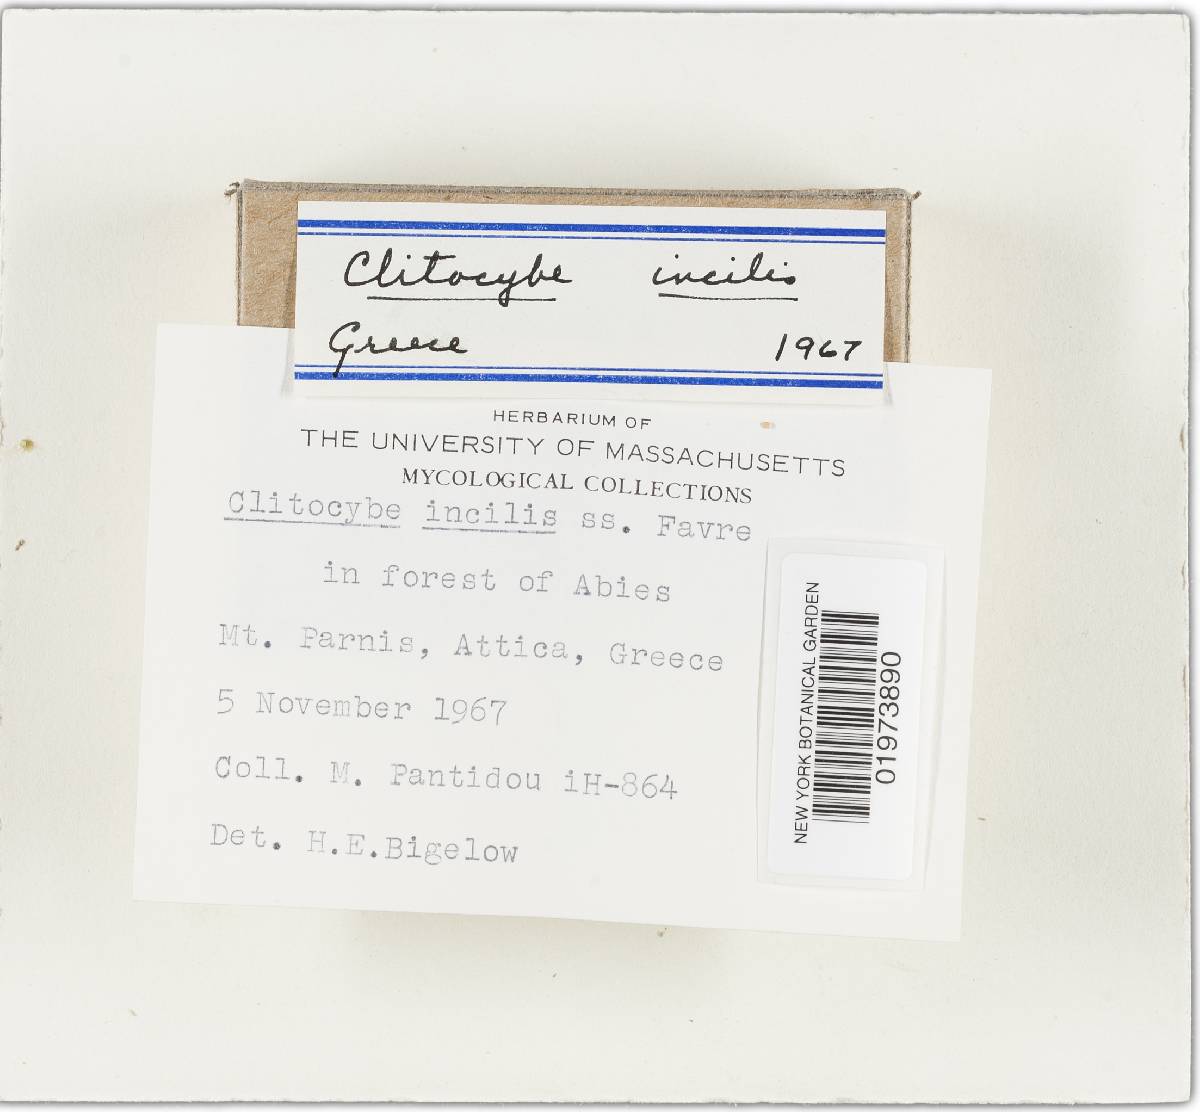 Clitocybe incilis
Greece 1967
HERBARIUM OF
THE UNIVERSITY OF MASSACHUSETTS
MYCOLOGICAL COLLECTIONS
Clitocybe incilis ss. Favre
in forest of Abies
Mt. Parnis, Attica, Greece
5 November 1967
Coll. M. Pantidou iH-864
Det. H.E.Bigelow
NEW YORK BOTANICAL GARDEN
01973890